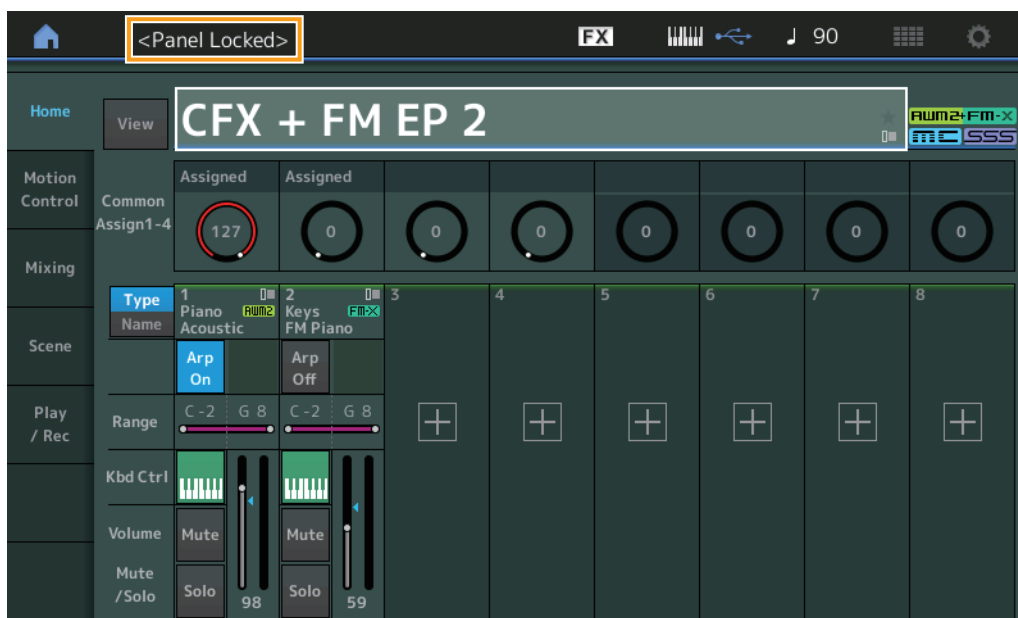 <Panel Locked>
FX
90
Home
View
CFX + FM EP 2
AWM2+FM-X
MC SSS
Motion
Control
Common
Assign1-4
Assigned
Assigned
127
0
0
0
0
0
0
0
Mixing
Type
Name
1
Piano
AWM2
Acoustic
2
Keys
FM-X
FM Piano
3
4
5
6
7
8
Scene
Arp
On
Arp
Off
Play
/ Rec
Range
C -2 G 8
C -2 G 8
Kbd Ctrl
Volume
Mute
Mute
Mute
/Solo
Solo
98
Solo
59